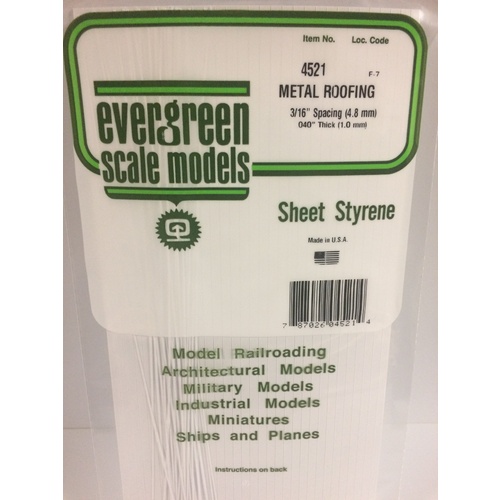 Item No. Loc. Code
4521 F-7
METAL ROOFING
3/16" Spacing (4.8 mm)
.040" Thick (1.0 mm)
evergreen
scale models
Sheet Styrene
Made in U.S.A.
7 87026 04521 4
Model Railroading
Architectural Models
Military Models
Industrial Models
Miniatures
Ships and Planes
Instructions on back